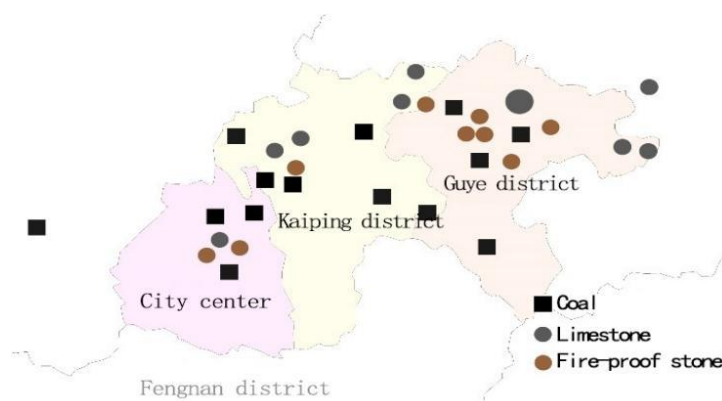 Guye district
Kaiping district
City center
Coal
Limestone
Fire-proof stone
Fengnan district